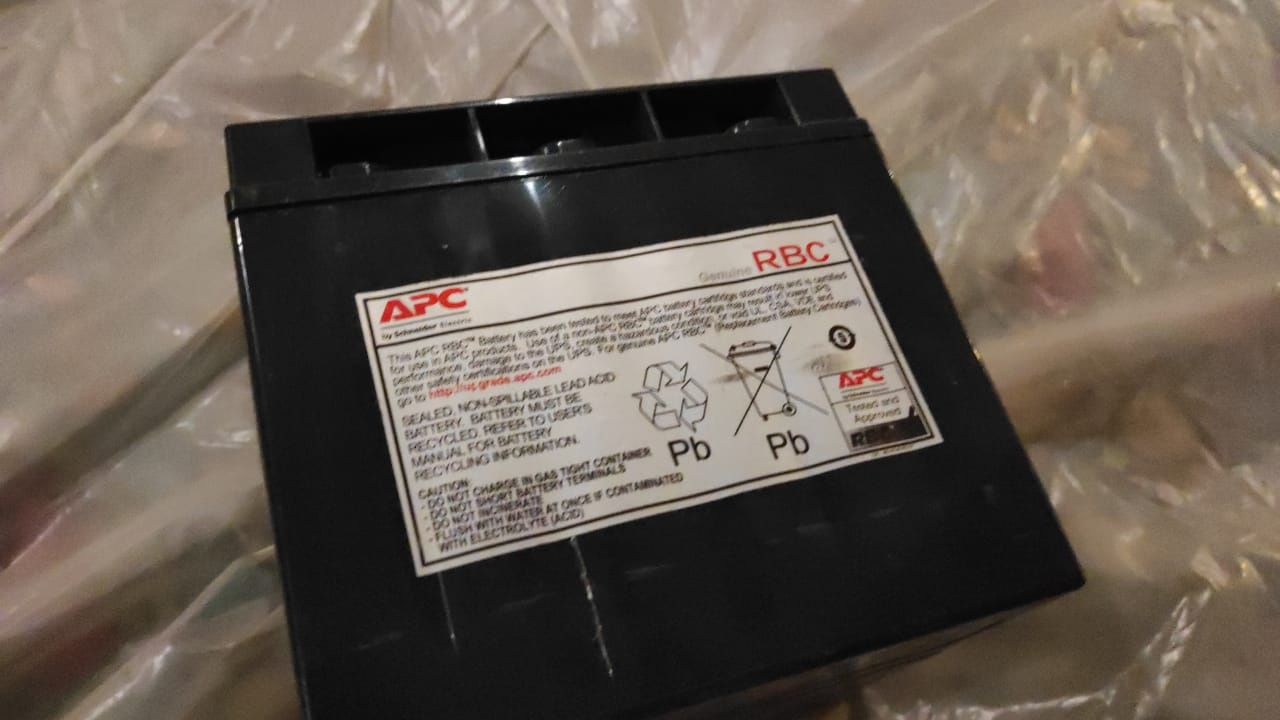 APC
by Schneider Electric
Genuine RBC™
This APC RBC™ Battery has been tested to meet APC battery cartridge standards and is certified
for use in APC products. Use of a non-APC RBC™ battery cartridge may result in lower UPS
performance, damage to the UPS, create a hazardous condition, or void UL, CSA, VDE and
other safety certifications on the UPS. For genuine APC RBC™ (Replacement Battery Cartridges)
go to http://upgrade.apc.com
SEALED, NON-SPILLABLE LEAD ACID
BATTERY. BATTERY MUST BE
RECYCLED. REFER TO USER'S
MANUAL FOR BATTERY
RECYCLING INFORMATION.
CAUTION:
- DO NOT CHARGE IN GAS TIGHT CONTAINER
- DO NOT SHORT BATTERY TERMINALS
- DO NOT INCINERATE
- FLUSH WITH WATER AT ONCE IF CONTAMINATED
WITH ELECTROLYTE (ACID)
Pb
Pb
APC
by Schneider Electric
Tested and
Approved